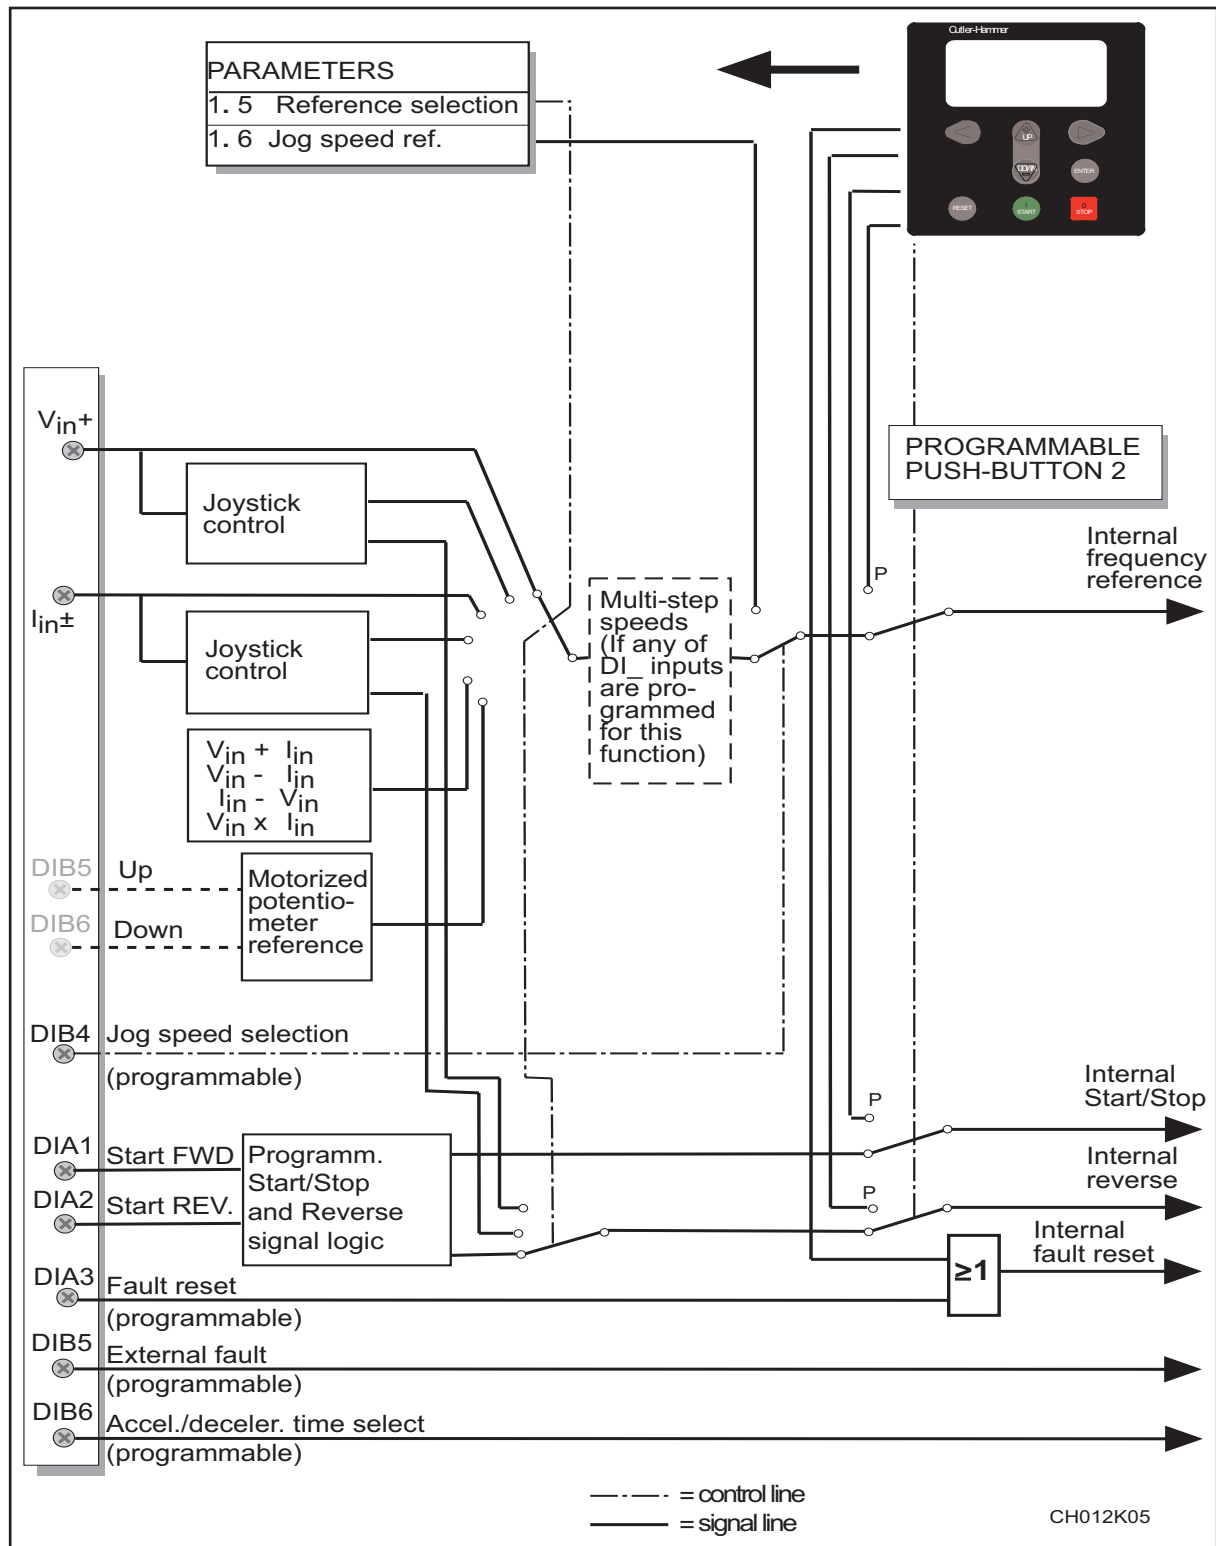 Cutler-Hammer
PARAMETERS
1. 5 Reference selection
1. 6 Jog speed ref.
UP
DOWN
ENTER
RESET
I
START
O
STOP
Vin+
Joystick
control
PROGRAMMABLE
PUSH-BUTTON 2
Internal
frequency
reference
P
Iin±
Joystick
control
Multi-step
speeds
(If any of
DI_ inputs
are pro-
grammed
for this
function)
Vin + Iin
Vin - Iin
Iin - Vin
Vin x Iin
DIB5
Up
DIB6
Down
Motorized
potentio-
meter
reference
DIB4
Jog speed selection
(programmable)
Internal
Start/Stop
P
DIA1
Start FWD
DIA2
Start REV.
Programm.
Start/Stop
and Reverse
signal logic
Internal
reverse
P
Internal
fault reset
≥1
DIA3
Fault reset
(programmable)
DIB5
External fault
(programmable)
DIB6
Accel./deceler. time select
(programmable)
= control line
= signal line
CH012K05